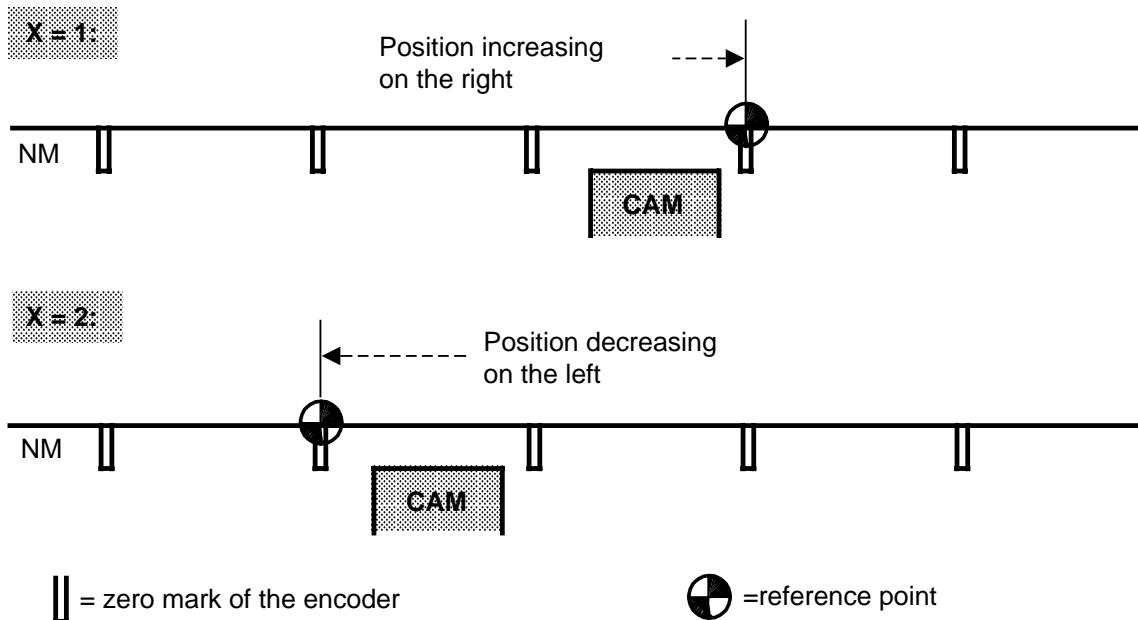 X = 1:
Position increasing
on the right
NM
CAM
X = 2:
Position decreasing
on the left
NM
CAM
= zero mark of the encoder
=reference point